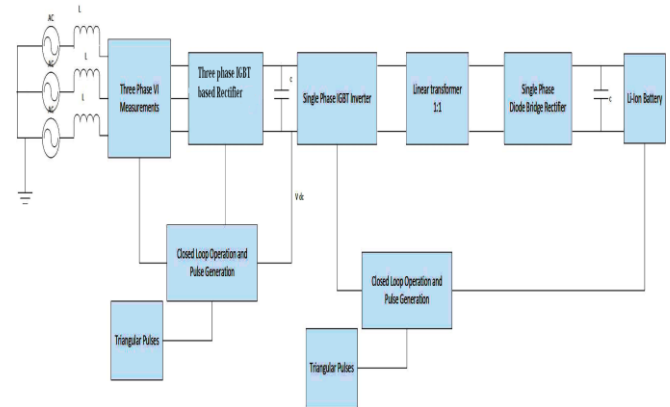 AC
L
AC
L
AC
L
Three Phase VI
Measurements
Three phase IGBT
based Rectifier
C
Single Phase IGBT Inverter
Linear transformer
1:1
Single Phase
Diode Bridge Rectifier
C
Li-Ion Battery
V dc
Closed Loop Operation and
Pulse Generation
Triangular Pulses
Closed Loop Operation and
Pulse Generation
Triangular Pulses